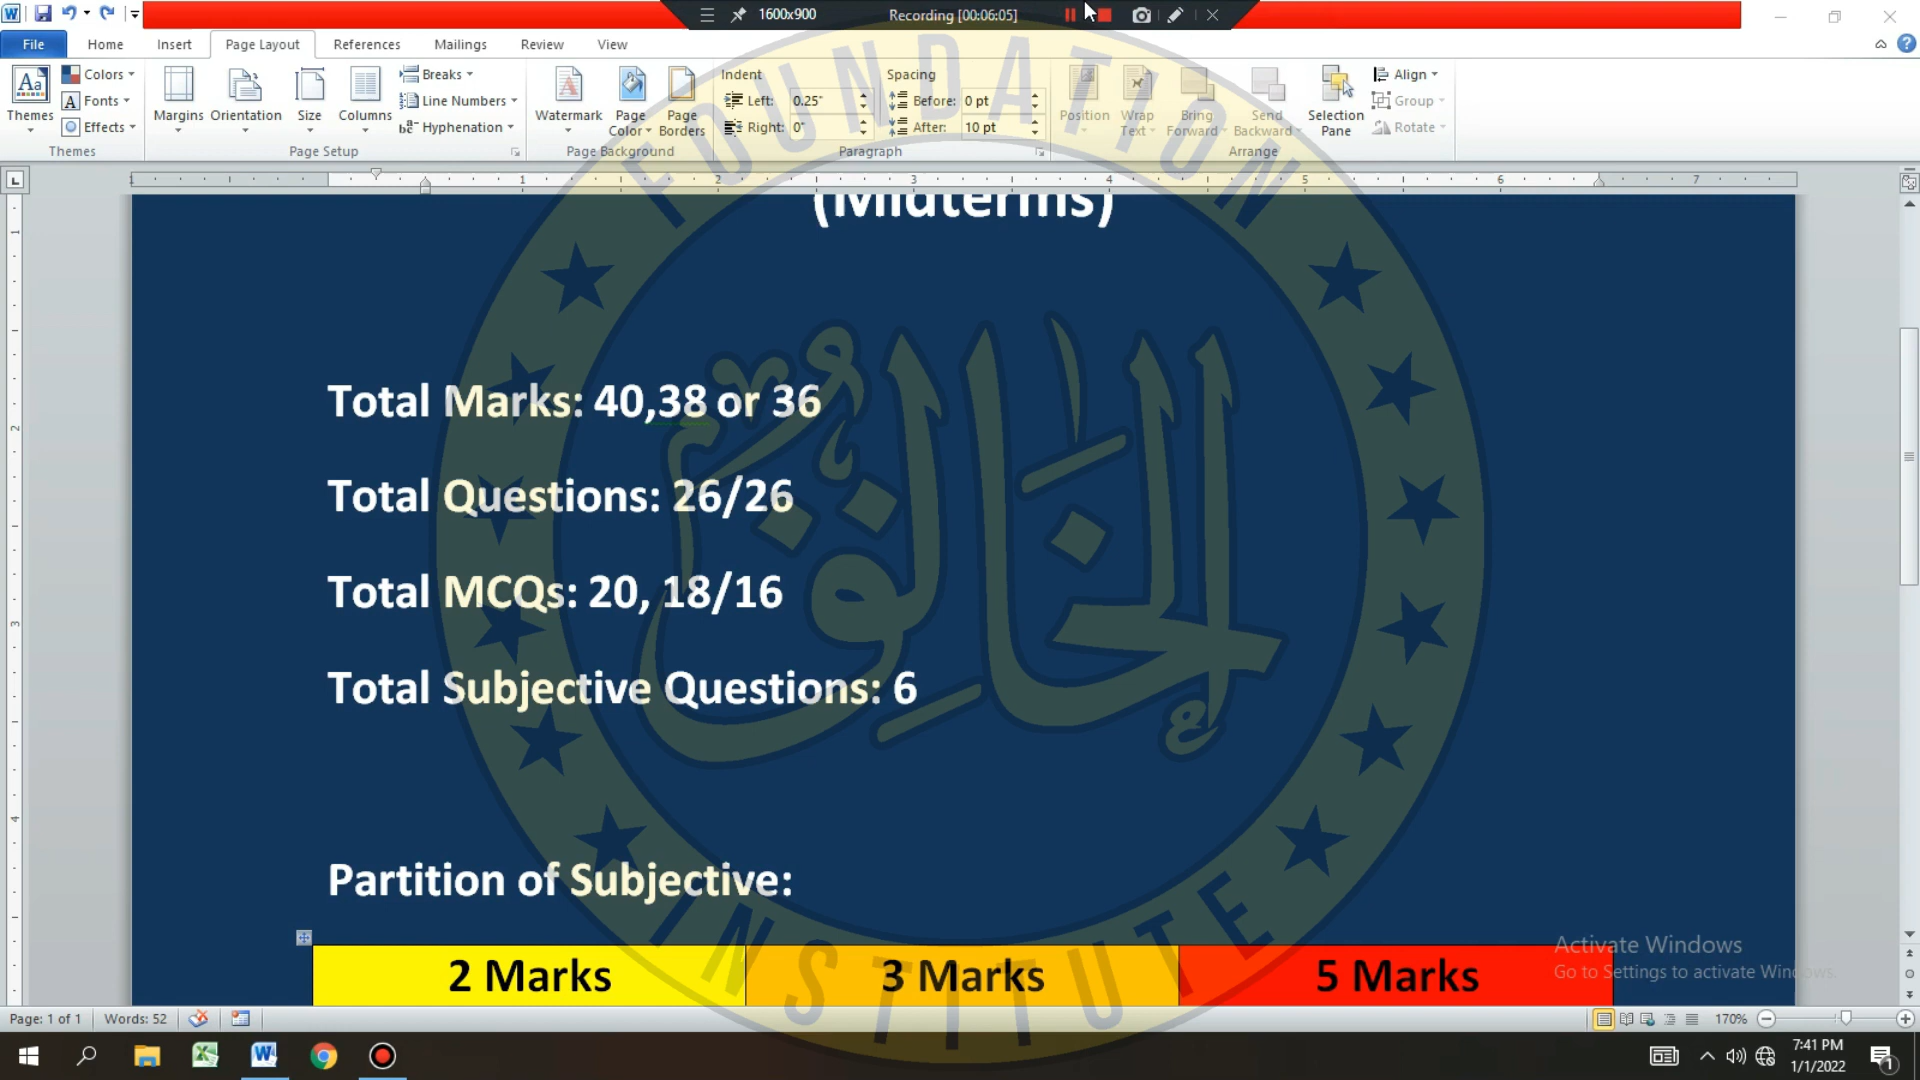 1600x900
Recording [00:06:05]
File
Home
Insert
Page Layout
References
Mailings
Review
View
Themes
Colors
Fonts
Effects
Themes
Margins
Orientation
Size
Columns
Breaks
Line Numbers
Hyphenation
Page Setup
Watermark
Page Color
Page Borders
Page Background
Indent
Left: 0.25"
Right: 0"
Spacing
Before: 0 pt
After: 10 pt
Paragraph
Position
Wrap Text
Bring Forward
Send Backward
Selection Pane
Align
Group
Rotate
Arrange
FOUNDATION
(Midterms)
Total Marks: 40,38 or 36
Total Questions: 26/26
Total MCQs: 20, 18/16
Total Subjective Questions: 6
Partition of Subjective:
2 Marks
3 Marks
5 Marks
INSTITUTE
Activate Windows
Go to Settings to activate Windows.
Page: 1 of 1
Words: 52
170%
7:41 PM
1/1/2022